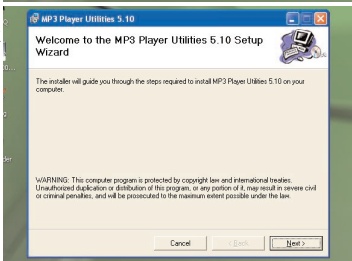 MP3 Player Utilities 5.10
Welcome to the MP3 Player Utilities 5.10 Setup
Wizard
The installer will guide you through the steps required to install MP3 Player Utilities 5.10 on your
computer.
WARNING: This computer program is protected by copyright law and international treaties.
Unauthorized duplication or distribution of this program, or any portion of it, may result in severe civil
or criminal penalties, and will be prosecuted to the maximum extent possible under the law.
Cancel
Next >